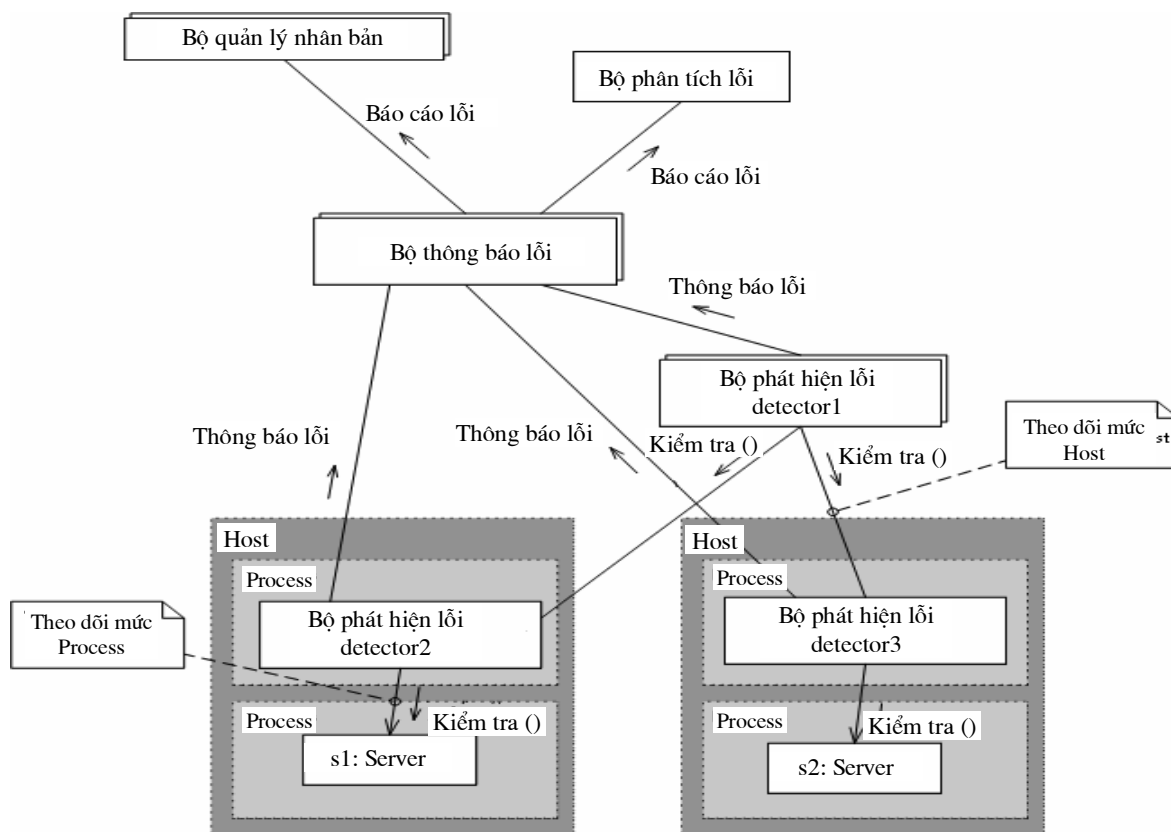 Bộ quản lý nhân bản
Bộ phân tích lỗi
Báo cáo lỗi
Báo cáo lỗi
Bộ thông báo lỗi
Thông báo lỗi
Bộ phát hiện lỗi
detector1
Thông báo lỗi
Thông báo lỗi
Kiểm tra ()
Kiểm tra ()
Theo dõi mức
Host
st
Host
Host
Process
Process
Bộ phát hiện lỗi
detector2
Bộ phát hiện lỗi
detector3
Theo dõi mức
Process
Process
Kiểm tra ()
Process
Kiểm tra ()
s1: Server
s2: Server